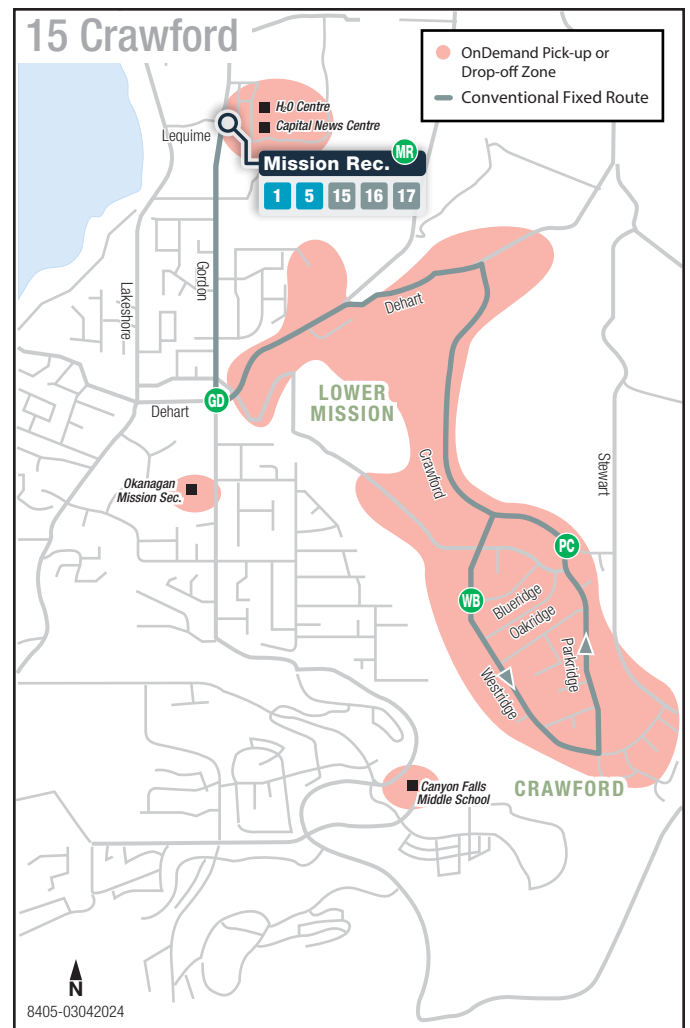 15 Crawford
OnDemand Pick-up or
Drop-off Zone
Conventional Fixed Route
H₂O Centre
Capital News Centre
Lequime
Mission Rec.
MR
1 5 15 16 17
Lakeshore
Gordon
Dehart
LOWER
MISSION
GD
Dehart
Crawford
Stewart
Okanagan
Mission Sec.
PC
WB
Blueridge
Oakridge
Parkridge
Westridge
Canyon Falls
Middle School
CRAWFORD
N
8405-03042024